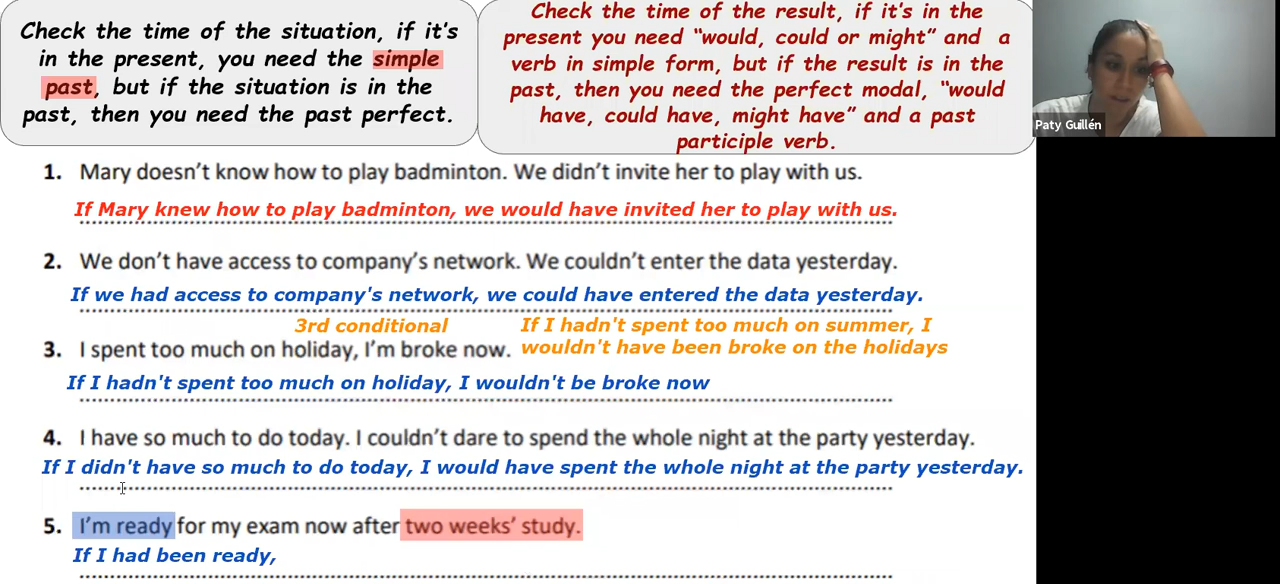 Check the time of the situation, if it's
in the present, you need the simple
past, but if the situation is in the
past, then you need the past perfect.
Check the time of the result, if it's in the
present you need "would, could or might" and a
verb in simple form, but if the result is in the
past, then you need the perfect modal, "would
have, could have, might have" and a past
participle verb.
Paty Guillén
1. Mary doesn't know how to play badminton. We didn't invite her to play with us.
If Mary knew how to play badminton, we would have invited her to play with us.
2. We don't have access to company's network. We couldn't enter the data yesterday.
If we had access to company's network, we could have entered the data yesterday.
3rd conditional
If I hadn't spent too much on summer, I
wouldn't have been broke on the holidays
3. I spent too much on holiday, I'm broke now.
If I hadn't spent too much on holiday, I wouldn't be broke now
4. I have so much to do today. I couldn't dare to spend the whole night at the party yesterday.
If I didn't have so much to do today, I would have spent the whole night at the party yesterday.
5. I'm ready for my exam now after two weeks' study.
If I had been ready,